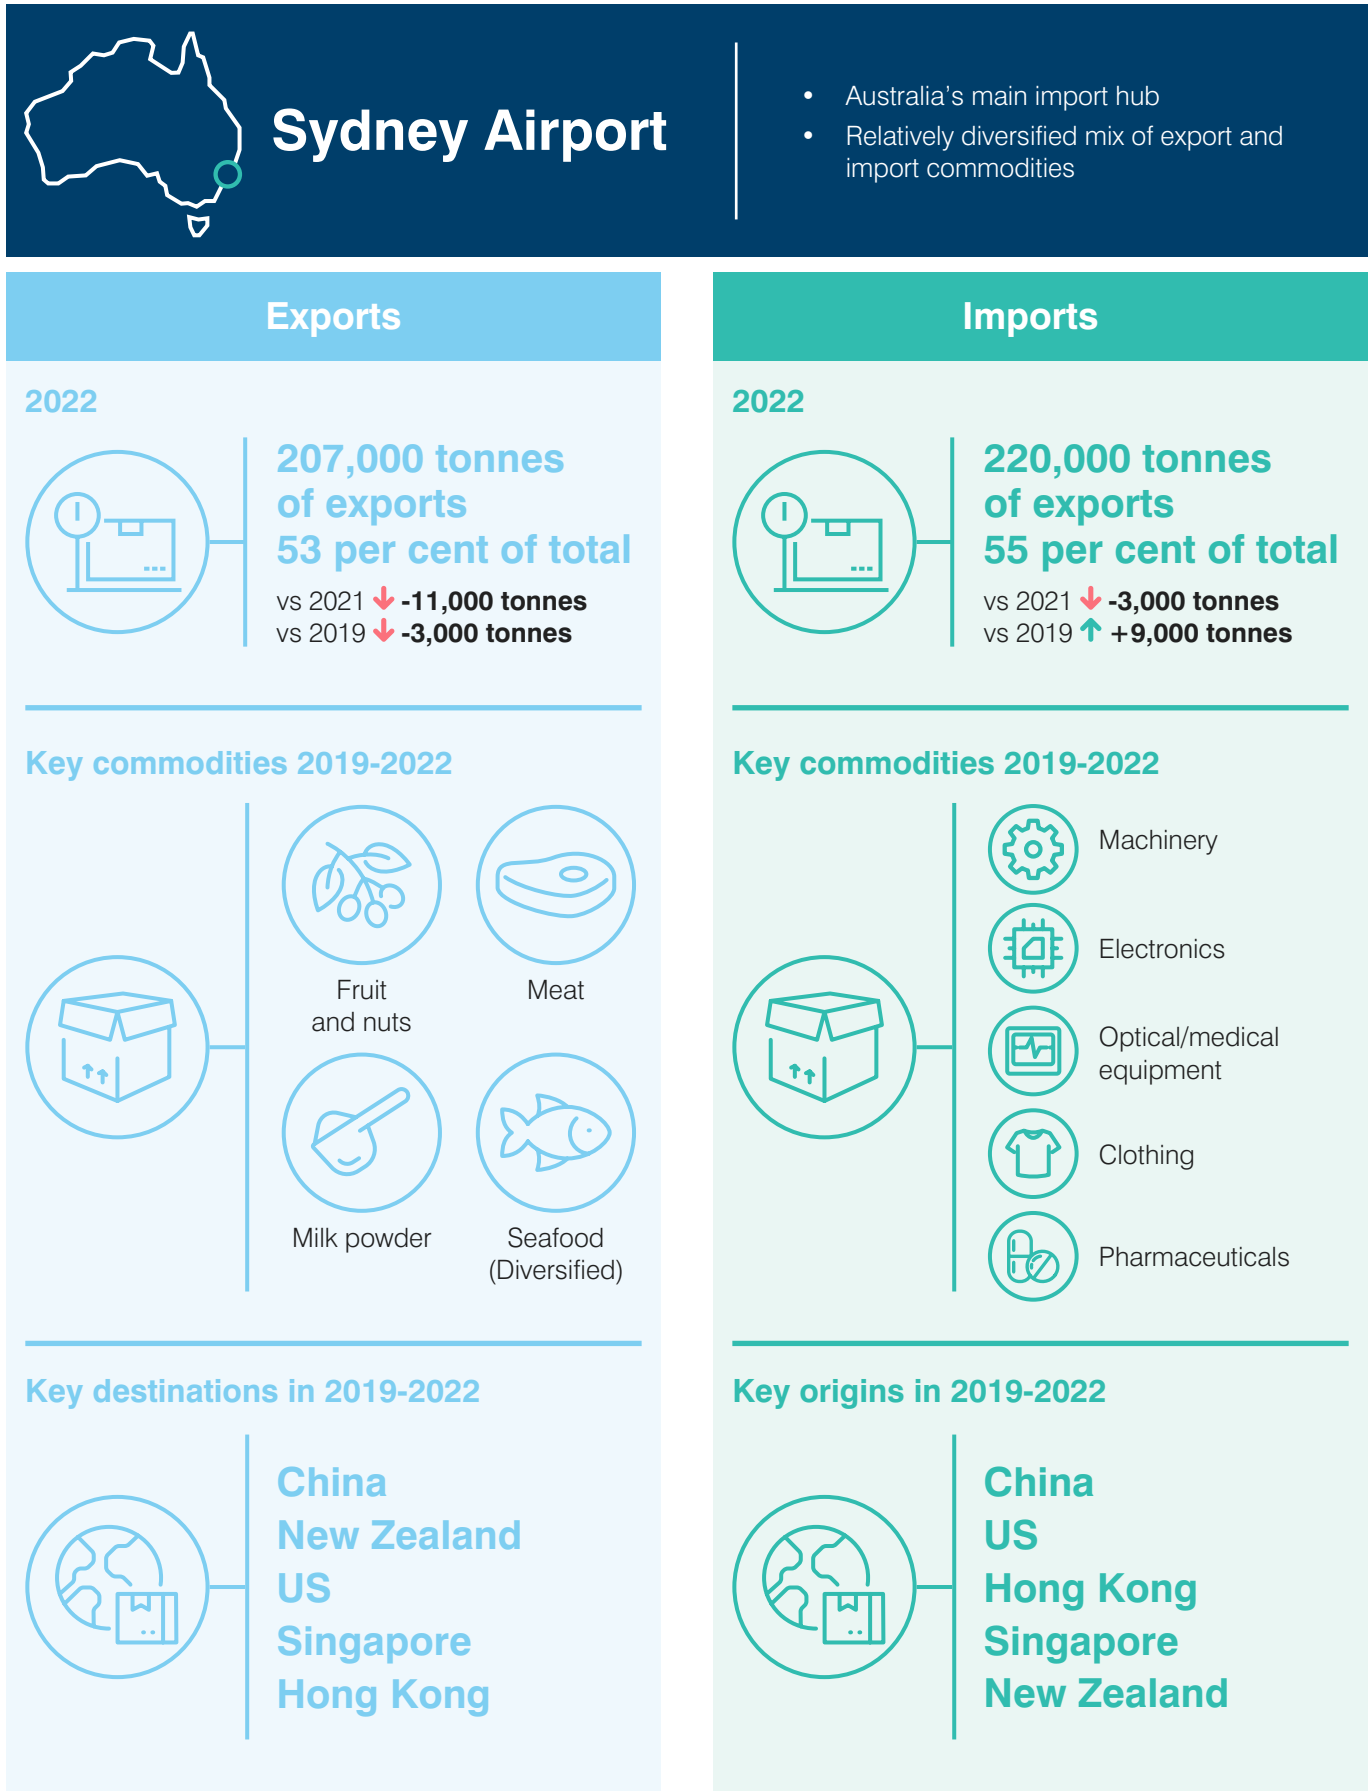 Sydney Airport
• Australia's main import hub
• Relatively diversified mix of export and
import commodities
Exports
2022
207,000 tonnes
of exports
53 per cent of total
vs 2021 -11,000 tonnes
vs 2019 -3,000 tonnes
Key commodities 2019-2022
Fruit
and nuts
Meat
Milk powder
Seafood
(Diversified)
Key destinations in 2019-2022
China
New Zealand
US
Singapore
Hong Kong
Imports
2022
220,000 tonnes
of exports
55 per cent of total
vs 2021 -3,000 tonnes
vs 2019 +9,000 tonnes
Key commodities 2019-2022
Machinery
Electronics
Optical/medical
equipment
Clothing
Pharmaceuticals
Key origins in 2019-2022
China
US
Hong Kong
Singapore
New Zealand